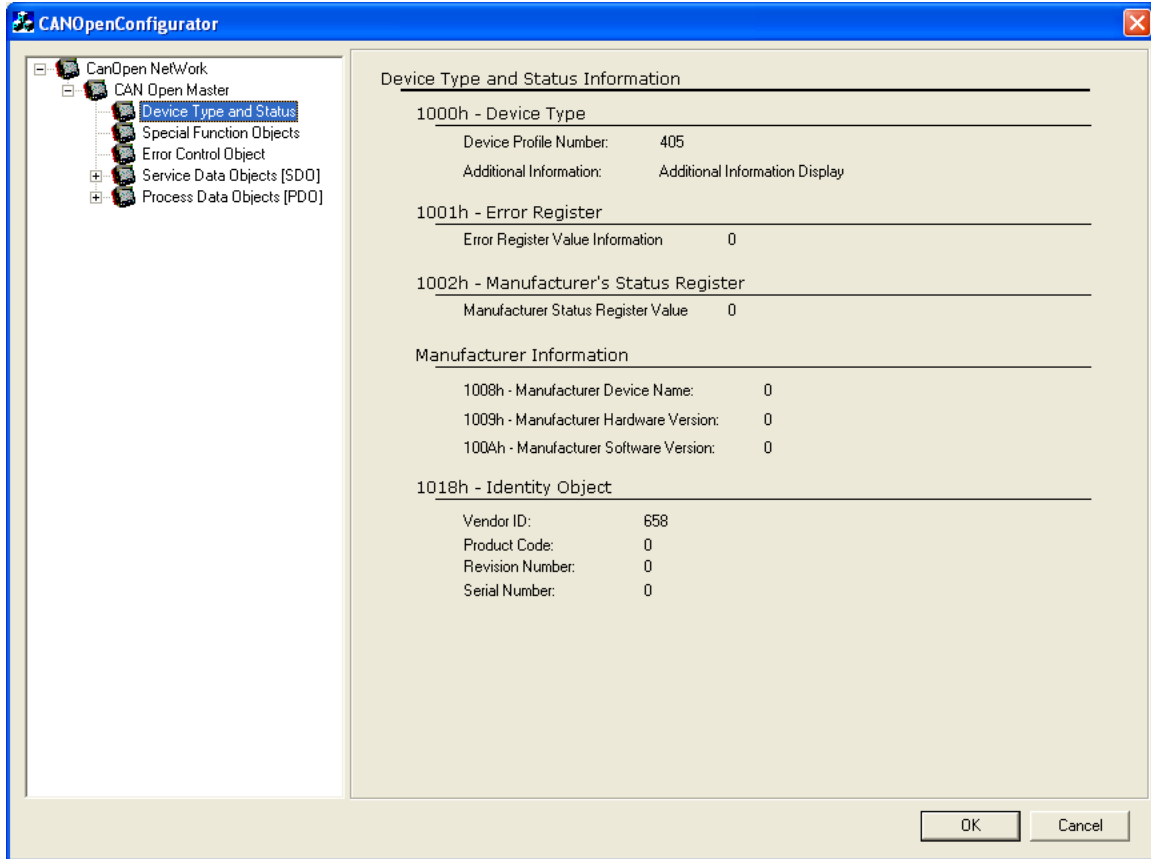 CANOpenConfigurator
CanOpen NetWork
CAN Open Master
Device Type and Status
Special Function Objects
Error Control Object
Service Data Objects [SDO]
Process Data Objects [PDO]
Device Type and Status Information
1000h - Device Type
Device Profile Number: 405
Additional Information: Additional Information Display
1001h - Error Register
Error Register Value Information 0
1002h - Manufacturer's Status Register
Manufacturer Status Register Value 0
Manufacturer Information
1008h - Manufacturer Device Name: 0
1009h - Manufacturer Hardware Version: 0
100Ah - Manufacturer Software Version: 0
1018h - Identity Object
Vendor ID: 658
Product Code: 0
Revision Number: 0
Serial Number: 0
OK Cancel